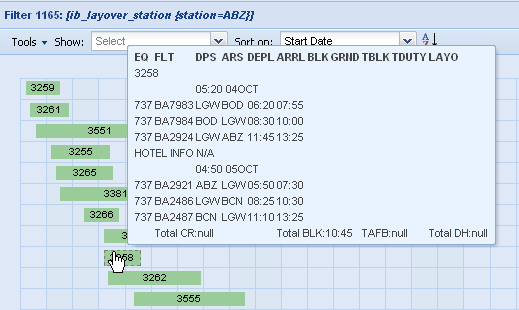 Filter 1165: {ib_layover_station {station=ABZ}}
Tools Show: Select Sort on: Start Date AZ
EQ FLT DPS ARS DEPL ARRL BLK GRND TBLK TDUTY LAYO
3258
05:20 04OCT
737 BA7983 LGW BOD 06:20 07:55
737 BA7984 BOD LGW 08:30 10:00
737 BA2924 LGW ABZ 11:45 13:25
HOTEL INFO N/A
04:50 05OCT
737 BA2921 ABZ LGW 05:50 07:30
737 BA2486 LGW BCN 08:25 10:30
737 BA2487 BCN LGW 11:10 13:25
Total CR:null Total BLK:10:45 TAFB:null Total DH:null
3259
3261
3551
3255
3265
3381
3266
3258
3262
3555